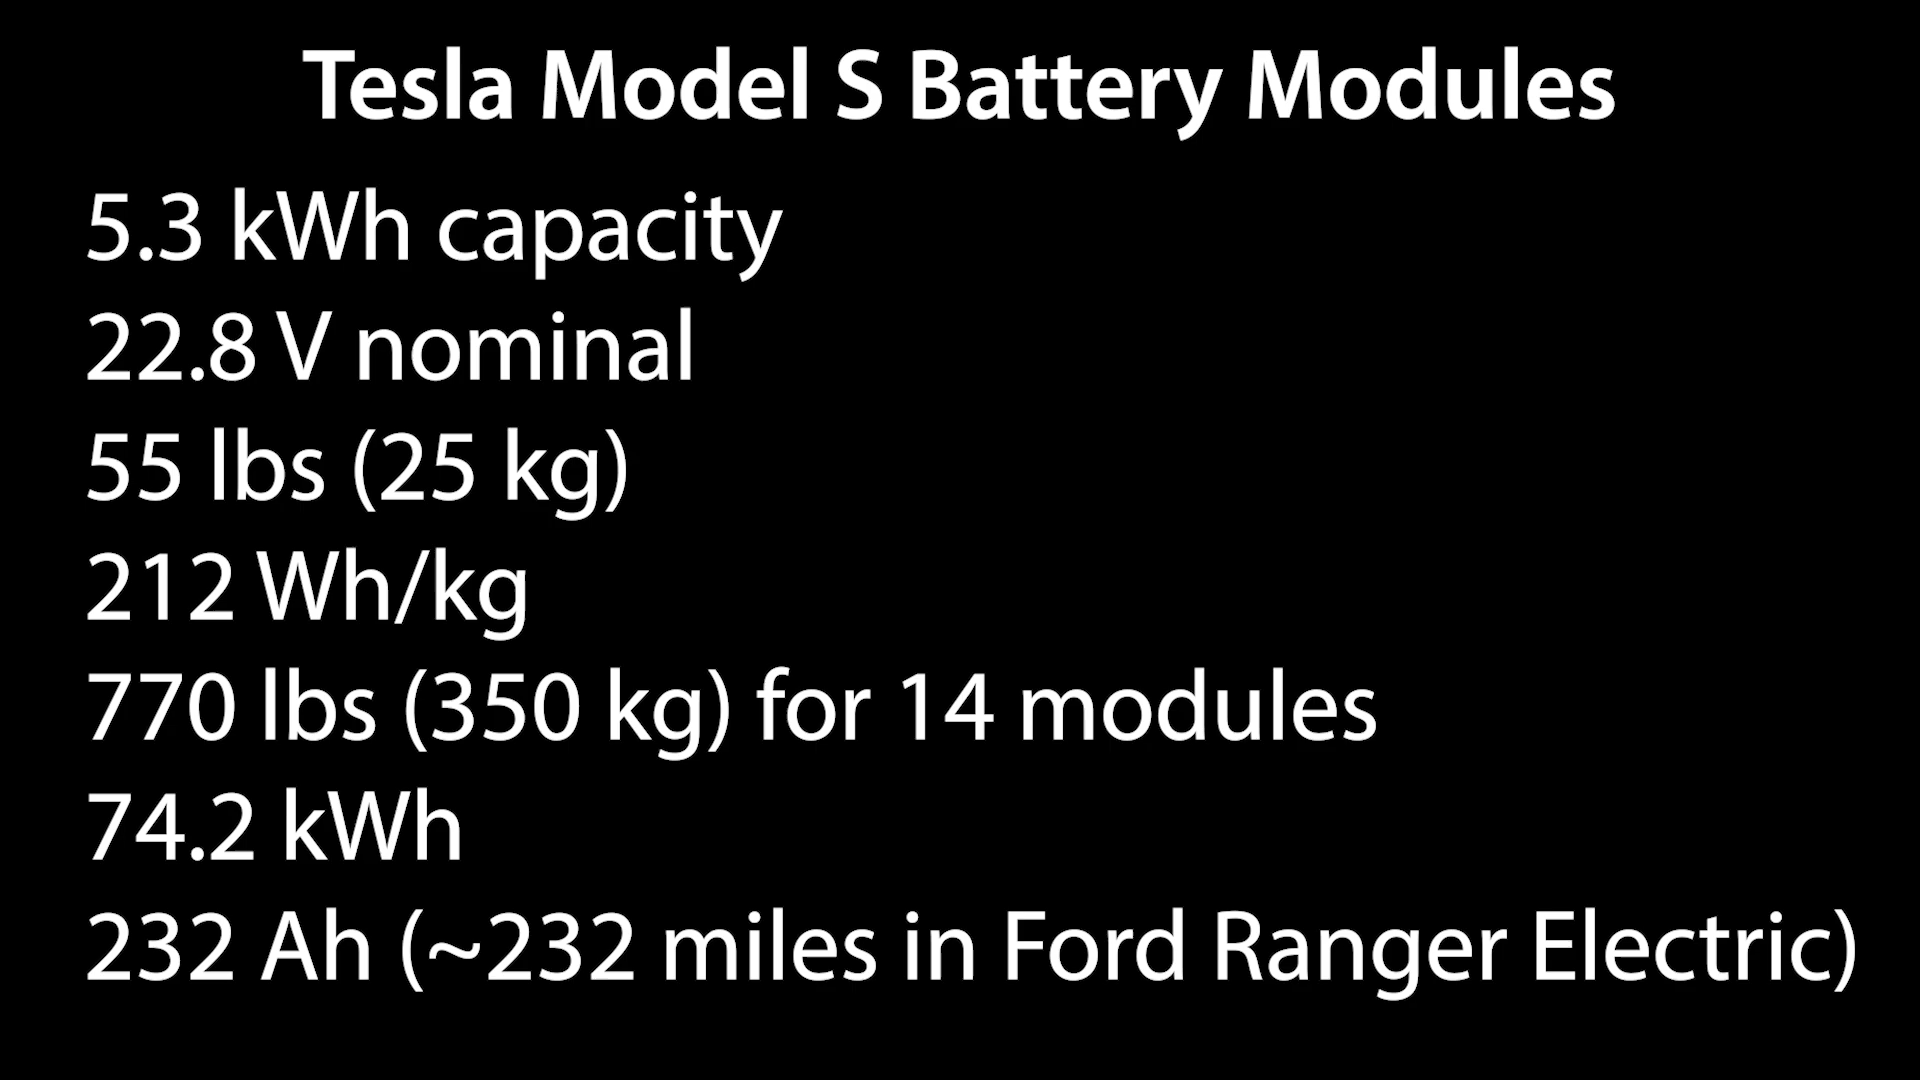 Tesla Model S Battery Modules
5.3 kWh capacity
22.8 V nominal
55 lbs (25 kg)
212 Wh/kg
770 lbs (350 kg) for 14 modules
74.2 kWh
232 Ah (~232 miles in Ford Ranger Electric)